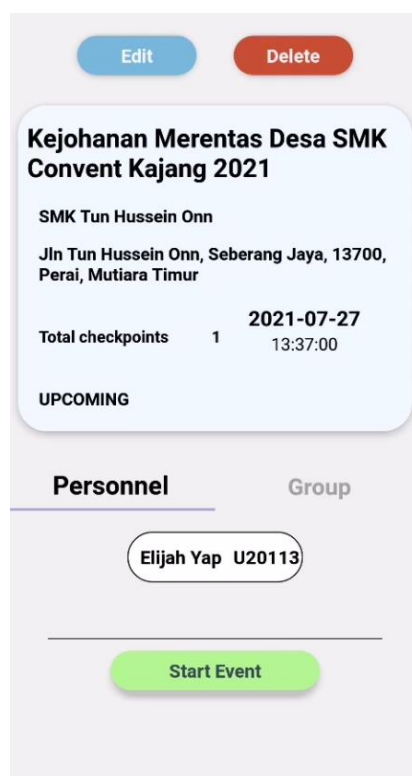 Edit Delete
Kejohanan Merentas Desa SMK
Convent Kajang 2021
SMK Tun Hussein Onn
Jln Tun Hussein Onn, Seberang Jaya, 13700,
Perai, Mutiara Timur
Total checkpoints 1 2021-07-27
13:37:00
UPCOMING
Personnel Group
Elijah Yap U20113
Start Event